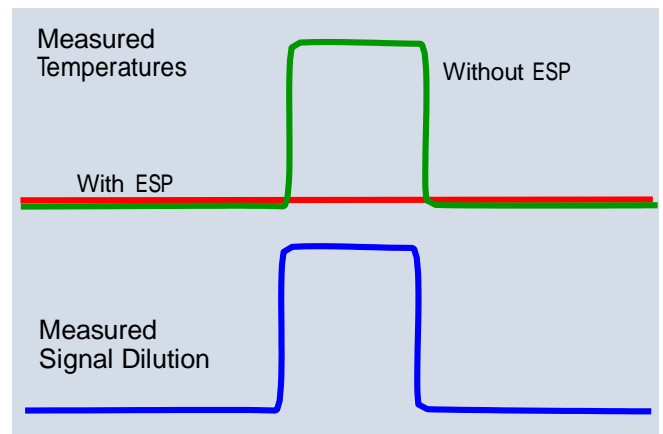 Measured
Temperatures
Without ESP
With ESP
Measured
Signal Dilution